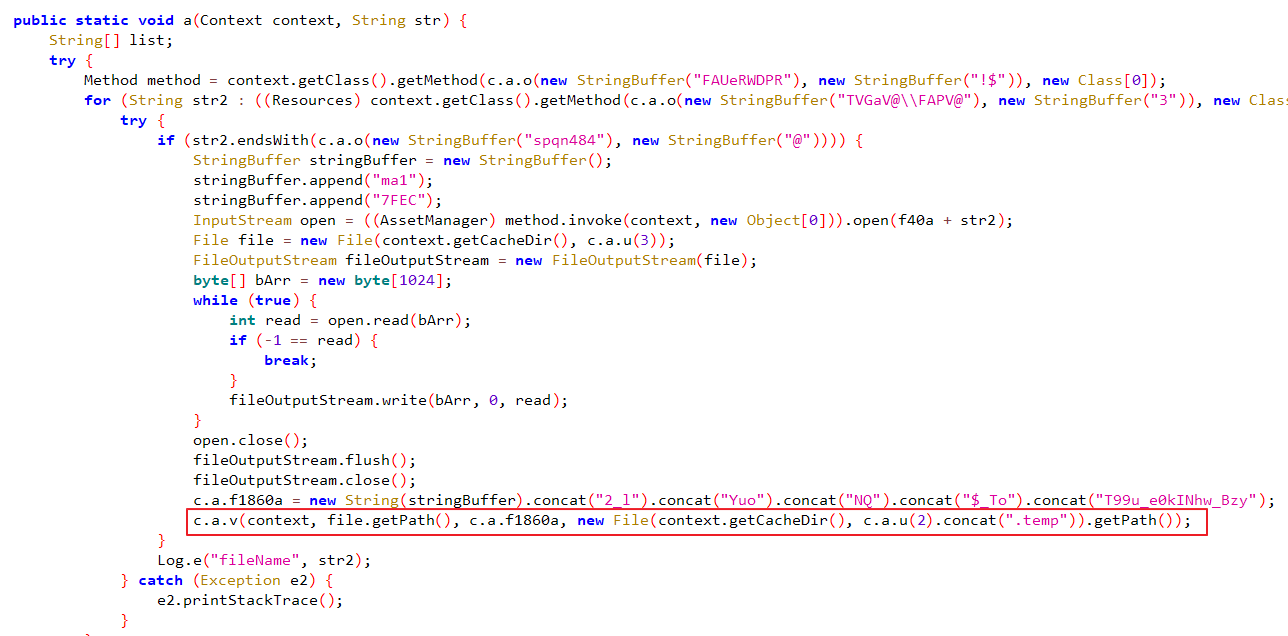 public static void a(Context context, String str) {
    String[] list;
    try {
        Method method = context.getClass().getMethod(c.a.o(new StringBuffer("FAUeRWDPR"), new StringBuffer("!$")), new Class[0]);
        for (String str2 : ((Resources) context.getClass().getMethod(c.a.o(new StringBuffer("TVGaV@\\FAPV@"), new StringBuffer("3")), new Clas
            try {
                if (str2.endsWith(c.a.o(new StringBuffer("spqn484"), new StringBuffer("@")))) {
                    StringBuffer stringBuffer = new StringBuffer();
                    stringBuffer.append("ma1");
                    stringBuffer.append("7FEC");
                    InputStream open = ((AssetManager) method.invoke(context, new Object[0])).open(f40a + str2);
                    File file = new File(context.getCacheDir(), c.a.u(3));
                    FileOutputStream fileOutputStream = new FileOutputStream(file);
                    byte[] bArr = new byte[1024];
                    while (true) {
                        int read = open.read(bArr);
                        if (-1 == read) {
                            break;
                        }
                        fileOutputStream.write(bArr, 0, read);
                    }
                    open.close();
                    fileOutputStream.flush();
                    fileOutputStream.close();
                    c.a.f1860a = new String(stringBuffer).concat("2_l").concat("Yuo").concat("NQ").concat("$_To").concat("T99u_e0kINhw_Bzy");
                    c.a.v(context, file.getPath(), c.a.f1860a, new File(context.getCacheDir(), c.a.u(2).concat(".temp")).getPath());
                }
                Log.e("fileName", str2);
            } catch (Exception e2) {
                e2.printStackTrace();
            }